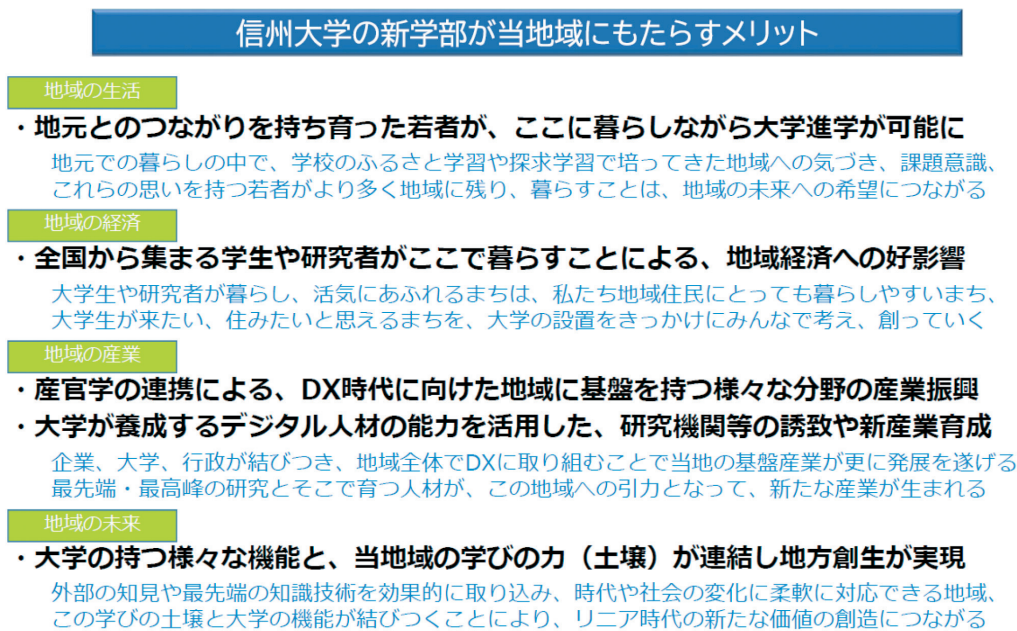 信州大学の新学部が当地域にもたらすメリット
地域の生活
・地元とのつながりを持ち育った若者が、ここに暮らしながら大学進学が可能に
地元での暮らしの中で、学校のふるさと学習や探求学習で培ってきた地域への気づき、課題意識、
これらの思いを持つ若者がより多く地域に残り、暮らすことは、地域の未来への希望につながる
地域の経済
・全国から集まる学生や研究者がここで暮らすことによる、地域経済への好影響
大学生や研究者が暮らし、活気にあふれるまちは、私たち地域住民にとっても暮らしやすいまち、
大学生が来たい、住みたいと思えるまちを、大学の設置をきっかけにみんなで考え、創っていく
地域の産業
・産官学の連携による、DX時代に向けた地域に基盤を持つ様々な分野の産業振興
・大学が養成するデジタル人材の能力を活用した、研究機関等の誘致や新産業育成
企業、大学、行政が結びつき、地域全体でDXに取り組むことで当地の基盤産業が更に発展を遂げる
最先端・最高峰の研究とそこで育つ人材が、この地域への引力となって、新たな産業が生まれる
地域の未来
・大学の持つ様々な機能と、当地域の学びの力（土壌）が連結し地方創生が実現
外部の知見や最先端の知識技術を効果的に取り込み、時代や社会の変化に柔軟に対応できる地域、
この学びの土壌と大学の機能が結びつくことにより、リニア時代の新たな価値の創造につながる